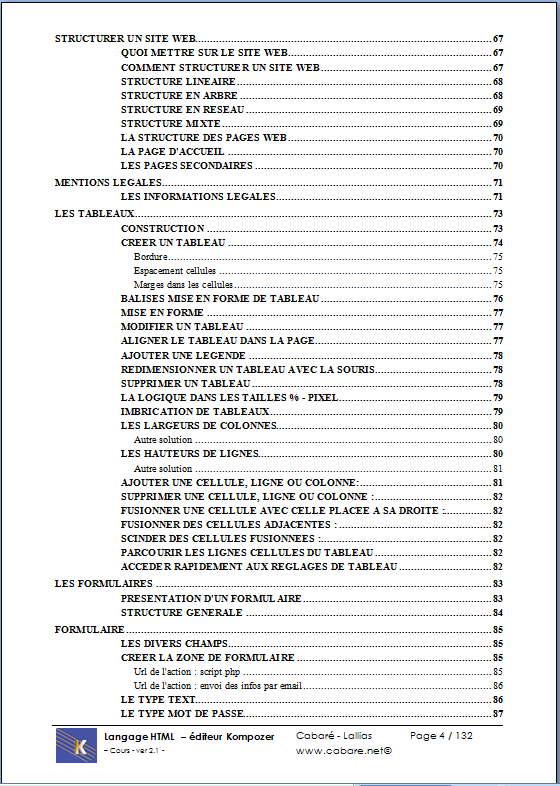 STRUCTURER UN SITE WEB 67
QUOI METTRE SUR LE SITE WEB 67
COMMENT STRUCTURER UN SITE WEB 67
STRUCTURE LINEAIRE 68
STRUCTURE EN ARBRE 68
STRUCTURE EN RESEAU 69
STRUCTURE MIXTE 69
LA STRUCTURE DES PAGES WEB 70
LA PAGE D'ACCUEIL 70
LES PAGES SECONDAIRES 70
MENTIONS LEGALES 71
LES INFORMATIONS LEGALES 71
LES TABLEAUX 73
CONSTRUCTION 73
CREER UN TABLEAU 74
Bordure 75
Espacement cellules 75
Marges dans les cellules 75
BALISES MISE EN FORME DE TABLEAU 76
MISE EN FORME 77
MODIFIER UN TABLEAU 77
ALIGNER LE TABLEAU DANS LA PAGE 77
AJOUTER UNE LEGENDE 78
REDIMENSIONNER UN TABLEAU AVEC LA SOURIS 78
SUPPRIMER UN TABLEAU 78
LA LOGIQUE DANS LES TAILLES % - PIXEL 79
IMBRICATION DE TABLEAUX 79
LES LARGEURS DE COLONNES 80
Autre solution 80
LES HAUTEURS DE LIGNES 80
Autre solution 81
AJOUTER UNE CELLULE, LIGNE OU COLONNE: 81
SUPPRIMER UNE CELLULE, LIGNE OU COLONNE : 82
FUSIONNER UNE CELLULE AVEC CELLE PLACEE A SA DROITE : 82
FUSIONNER DES CELLULES ADJACENTES : 82
SCINDER DES CELLULES FUSIONNEES : 82
PARCOURIR LES LIGNES CELLULES DU TABLEAU 82
ACCEDER RAPIDEMENT AUX REGLAGES DE TABLEAU 82
LES FORMULAIRES 83
PRESENTATION D'UN FORMULAIRE 83
STRUCTURE GENERALE 84
FORMULAIRE 85
LES DIVERS CHAMPS 85
CREER LA ZONE DE FORMULAIRE 85
Url de l'action : script php 85
Url de l'action : envoi des infos par email 86
LE TYPE TEXT 86
LE TYPE MOT DE PASSE 87
K
Langage HTML – éditeur Kompozer Cabaré - Lallias Page 4 / 132
– Cours - ver 2.1 - www.cabare.net©